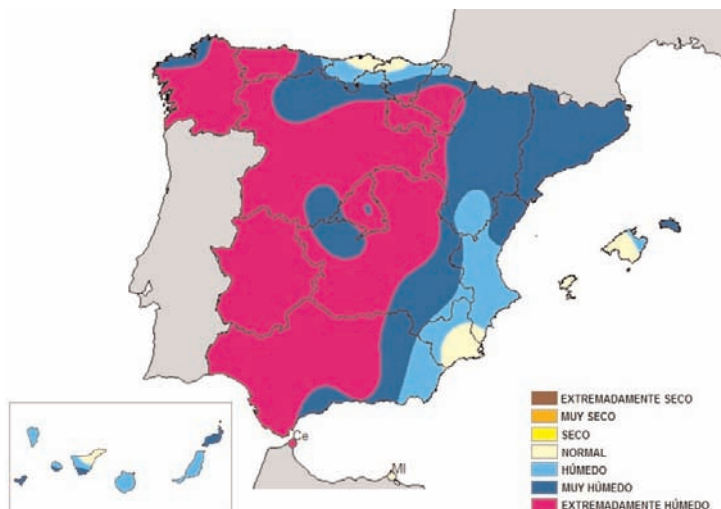 Ce
Ml
EXTREMADAMENTE SECO
MUY SECO
SECO
NORMAL
HÚMEDO
MUY HÚMEDO
EXTREMADAMENTE HÚMEDO